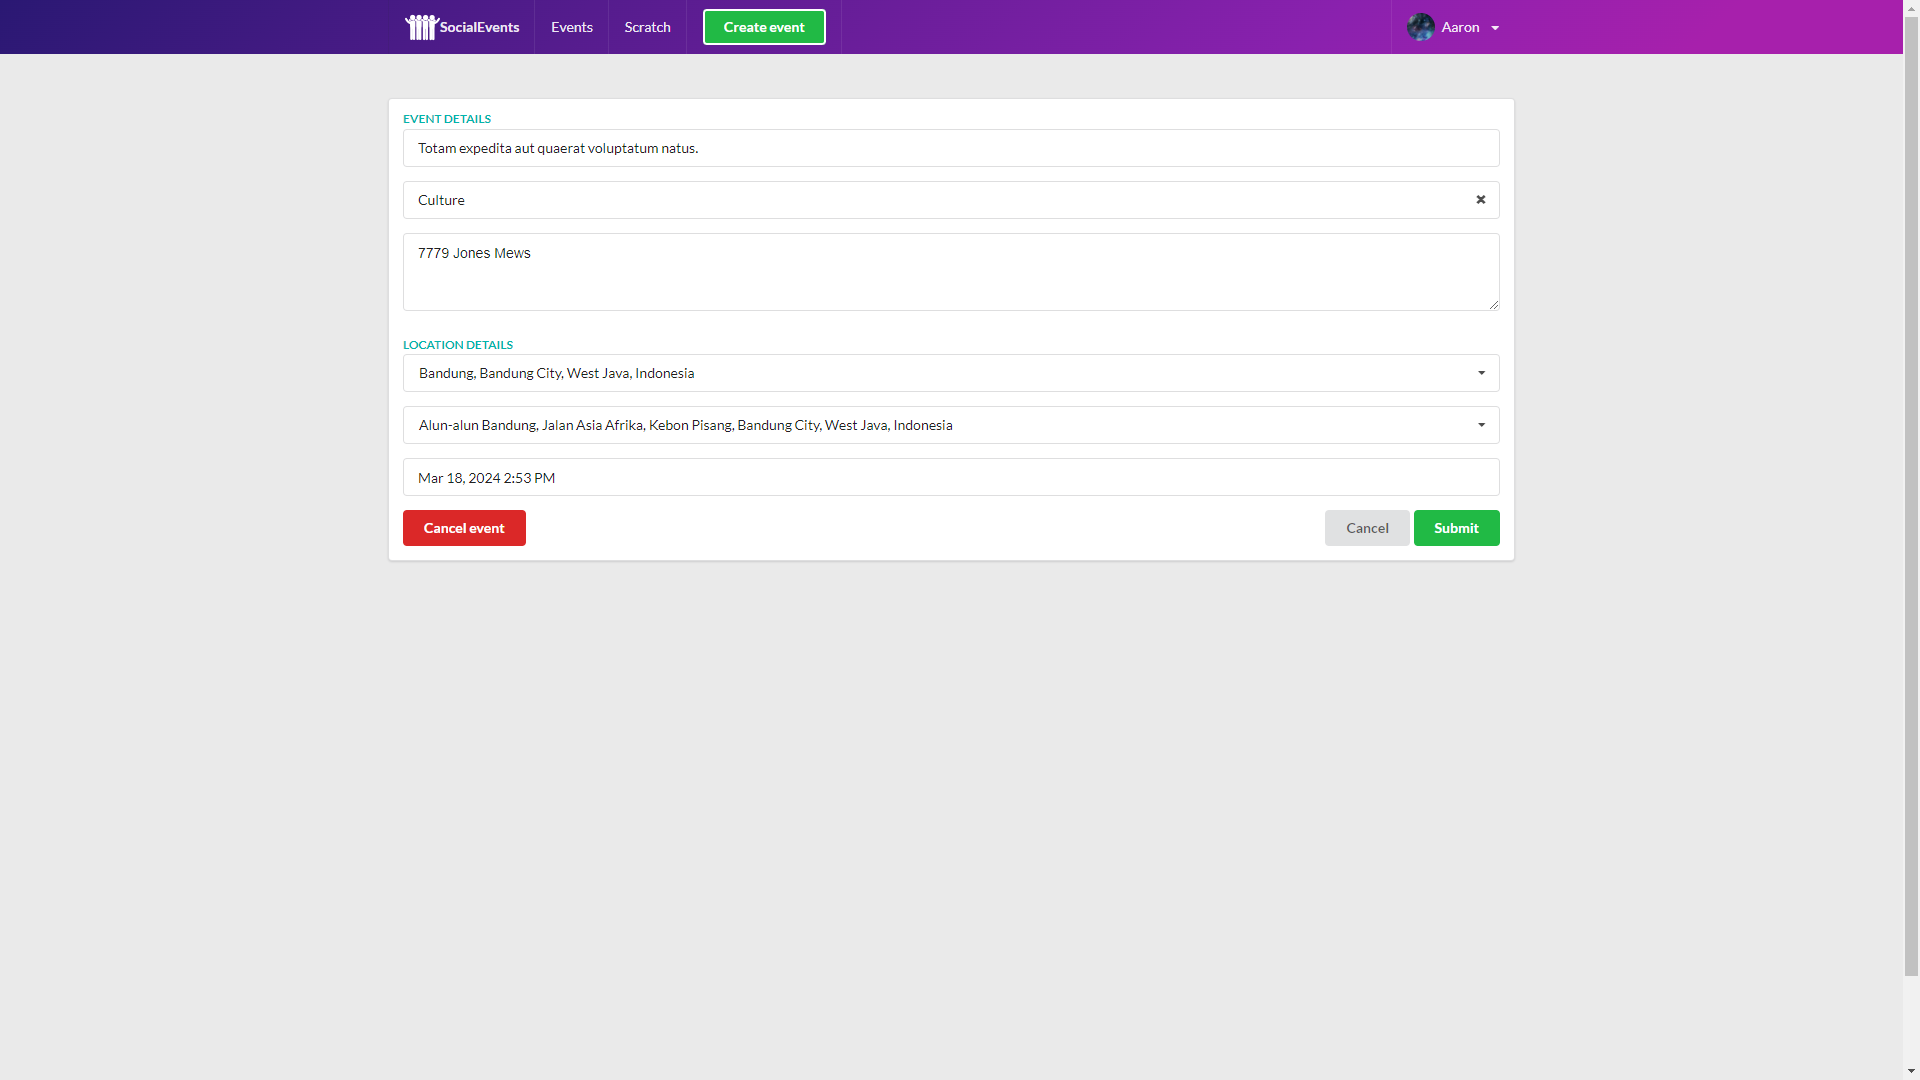 SocialEvents
Events
Scratch
Create event
Aaron
EVENT DETAILS
Totam expedita aut quaerat voluptatum natus.
Culture
7779 Jones Mews
LOCATION DETAILS
Bandung, Bandung City, West Java, Indonesia
Alun-alun Bandung, Jalan Asia Afrika, Kebon Pisang, Bandung City, West Java, Indonesia
Mar 18, 2024 2:53 PM
Cancel event
Cancel
Submit